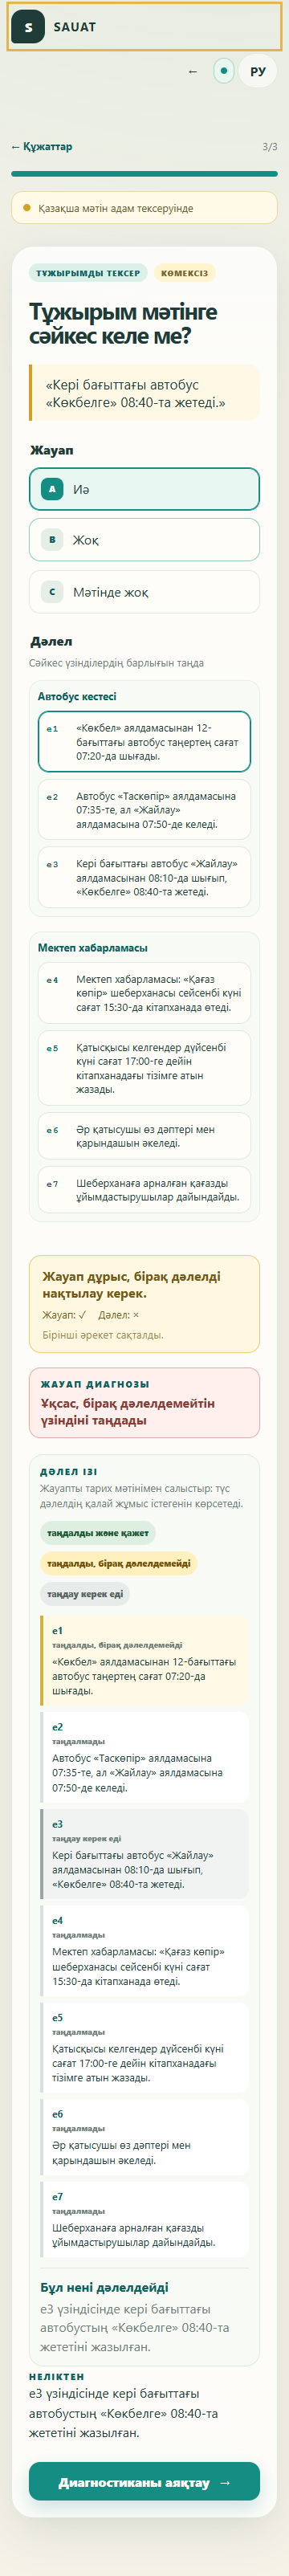 S SAUAT
← РУ
← Құжаттар 3/3
Қазақша мәтін адам тексеруінде
ТҰЖЫРЫМДЫ ТЕКСЕР КӨМЕКСІЗ
Тұжырым мәтінге
сәйкес келе ме?
«Кері бағыттағы автобус
«Көкбелге» 08:40-та жетеді.»
Жауап
A Иә
B Жоқ
C Мәтінде жоқ
Дәлел
Сәйкес үзінділердің барлығын таңда
Автобус кестесі
e1 «Көкбел» аялдамасынан 12-
бағыттағы автобус таңертең сағат
07:20-да шығады.
e2 Автобус «Таскөпір» аялдамасына
07:35-те, ал «Жайлау»
аялдамасына 07:50-де келеді.
e3 Кері бағыттағы автобус «Жайлау»
аялдамасынан 08:10-да шығып,
«Көкбелге» 08:40-та жетеді.
Мектеп хабарламасы
e4 Мектеп хабарламасы: «Қағаз
көпір» шеберханасы сейсенбі күні
сағат 15:30-да кітапханада өтеді.
e5 Қатысқысы келгендер дүйсенбі
күні сағат 17:00-ге дейін
кітапханадағы тізімге атын
жазады.
e6 Әр қатысушы өз дәптері мен
қарындашын әкеледі.
e7 Шеберханаға арналған қағазды
ұйымдастырушылар дайындайды.
Жауап дұрыс, бірақ дәлелді
нақтылау керек.
Жауап: ✓ Дәлел: ×
Бірінші әрекет сақталды.
ЖАУАП ДИАГНОЗЫ
Ұқсас, бірақ дәлелдемейтін
үзіндіні таңдады
ДӘЛЕЛ ІЗІ
Жауапты тарих мәтінімен салыстыр: түс
дәлелдің қалай жұмыс істегенін көрсетеді.
таңдалды және қажет
таңдалды, бірақ дәлелдемейді
таңдау керек еді
e1
таңдалды, бірақ дәлелдемейді
«Көкбел» аялдамасынан 12-бағыттағы
автобус таңертең сағат 07:20-да
шығады.
e2
таңдалмады
Автобус «Таскөпір» аялдамасына
07:35-те, ал «Жайлау» аялдамасына
07:50-де келеді.
e3
таңдау керек еді
Кері бағыттағы автобус «Жайлау»
аялдамасынан 08:10-да шығып,
«Көкбелге» 08:40-та жетеді.
e4
таңдалмады
Мектеп хабарламасы: «Қағаз көпір»
шеберханасы сейсенбі күні сағат
15:30-да кітапханада өтеді.
e5
таңдалмады
Қатысқысы келгендер дүйсенбі күні
сағат 17:00-ге дейін кітапханадағы
тізімге атын жазады.
e6
таңдалмады
Әр қатысушы өз дәптері мен
қарындашын әкеледі.
e7
таңдалмады
Шеберханаға арналған қағазды
ұйымдастырушылар дайындайды.
Бұл нені дәлелдейді
e3 үзіндісінде кері бағыттағы
автобустың «Көкбелге» 08:40-та
жететіні жазылған.
НЕЛІКТЕН
e3 үзіндісінде кері бағыттағы
автобустың «Көкбелге» 08:40-та
жететіні жазылған.
Диагностиканы аяқтау →